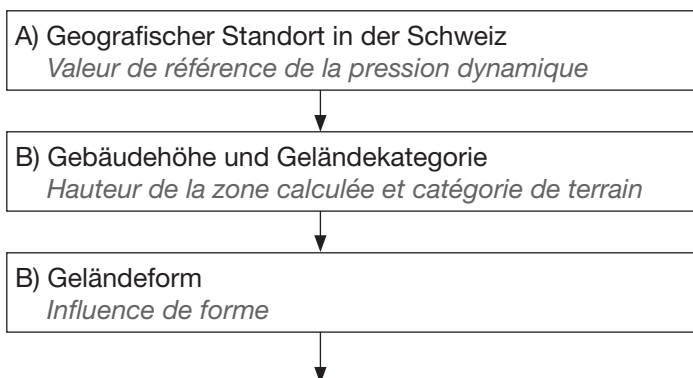 A) Geografischer Standort in der Schweiz
Valeur de référence de la pression dynamique
B) Gebäudehöhe und Geländekategorie
Hauteur de la zone calculée et catégorie de terrain
B) Geländeform
Influence de forme